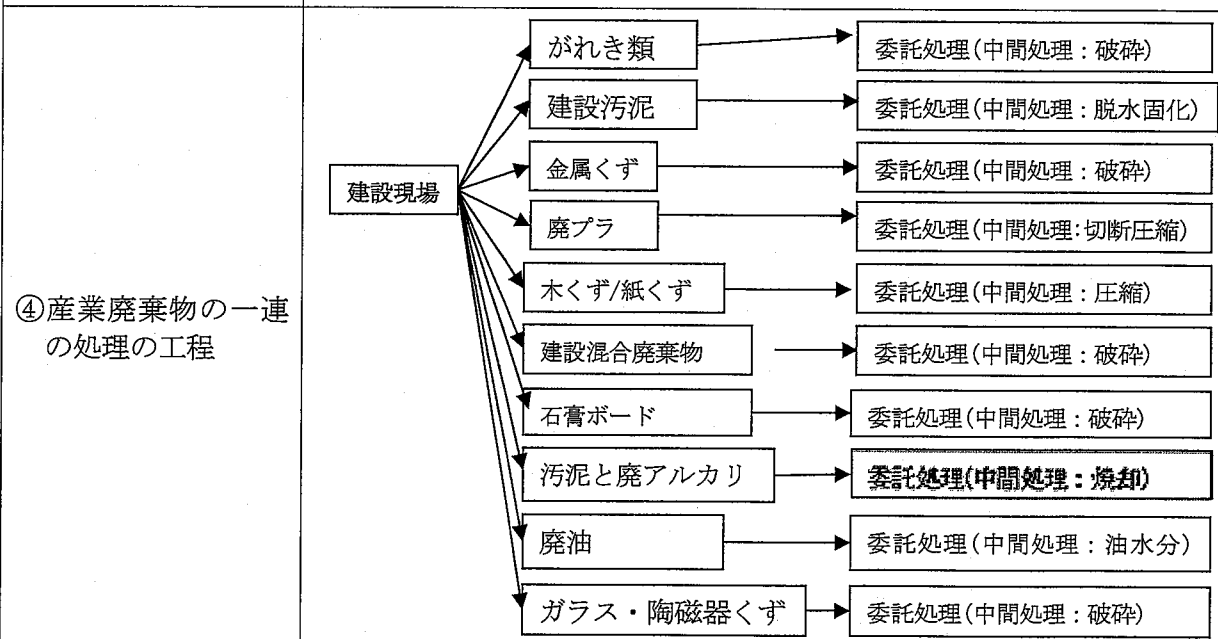 ④産業廃棄物の一連
の処理の工程
建設現場
がれき類
委託処理(中間処理：破砕)
建設汚泥
委託処理(中間処理：脱水固化)
金属くず
委託処理(中間処理：破砕)
廃プラ
委託処理(中間処理:切断圧縮)
木くず/紙くず
委託処理(中間処理：圧縮)
建設混合廃棄物
委託処理(中間処理：破砕)
石膏ボード
委託処理(中間処理：破砕)
汚泥と廃アルカリ
委託処理(中間処理：焼却)
廃油
委託処理(中間処理：油水分)
ガラス・陶磁器くず
委託処理(中間処理：破砕)